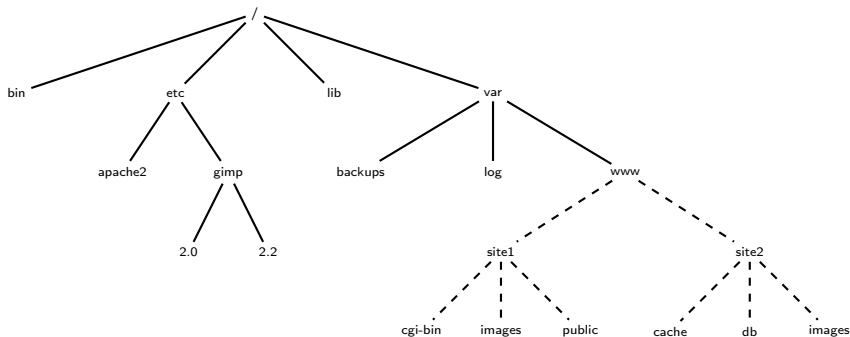 /
bin etc lib var
apache2 gimp backups log www
2.0 2.2 site1 site2
cgi-bin images public cache db images